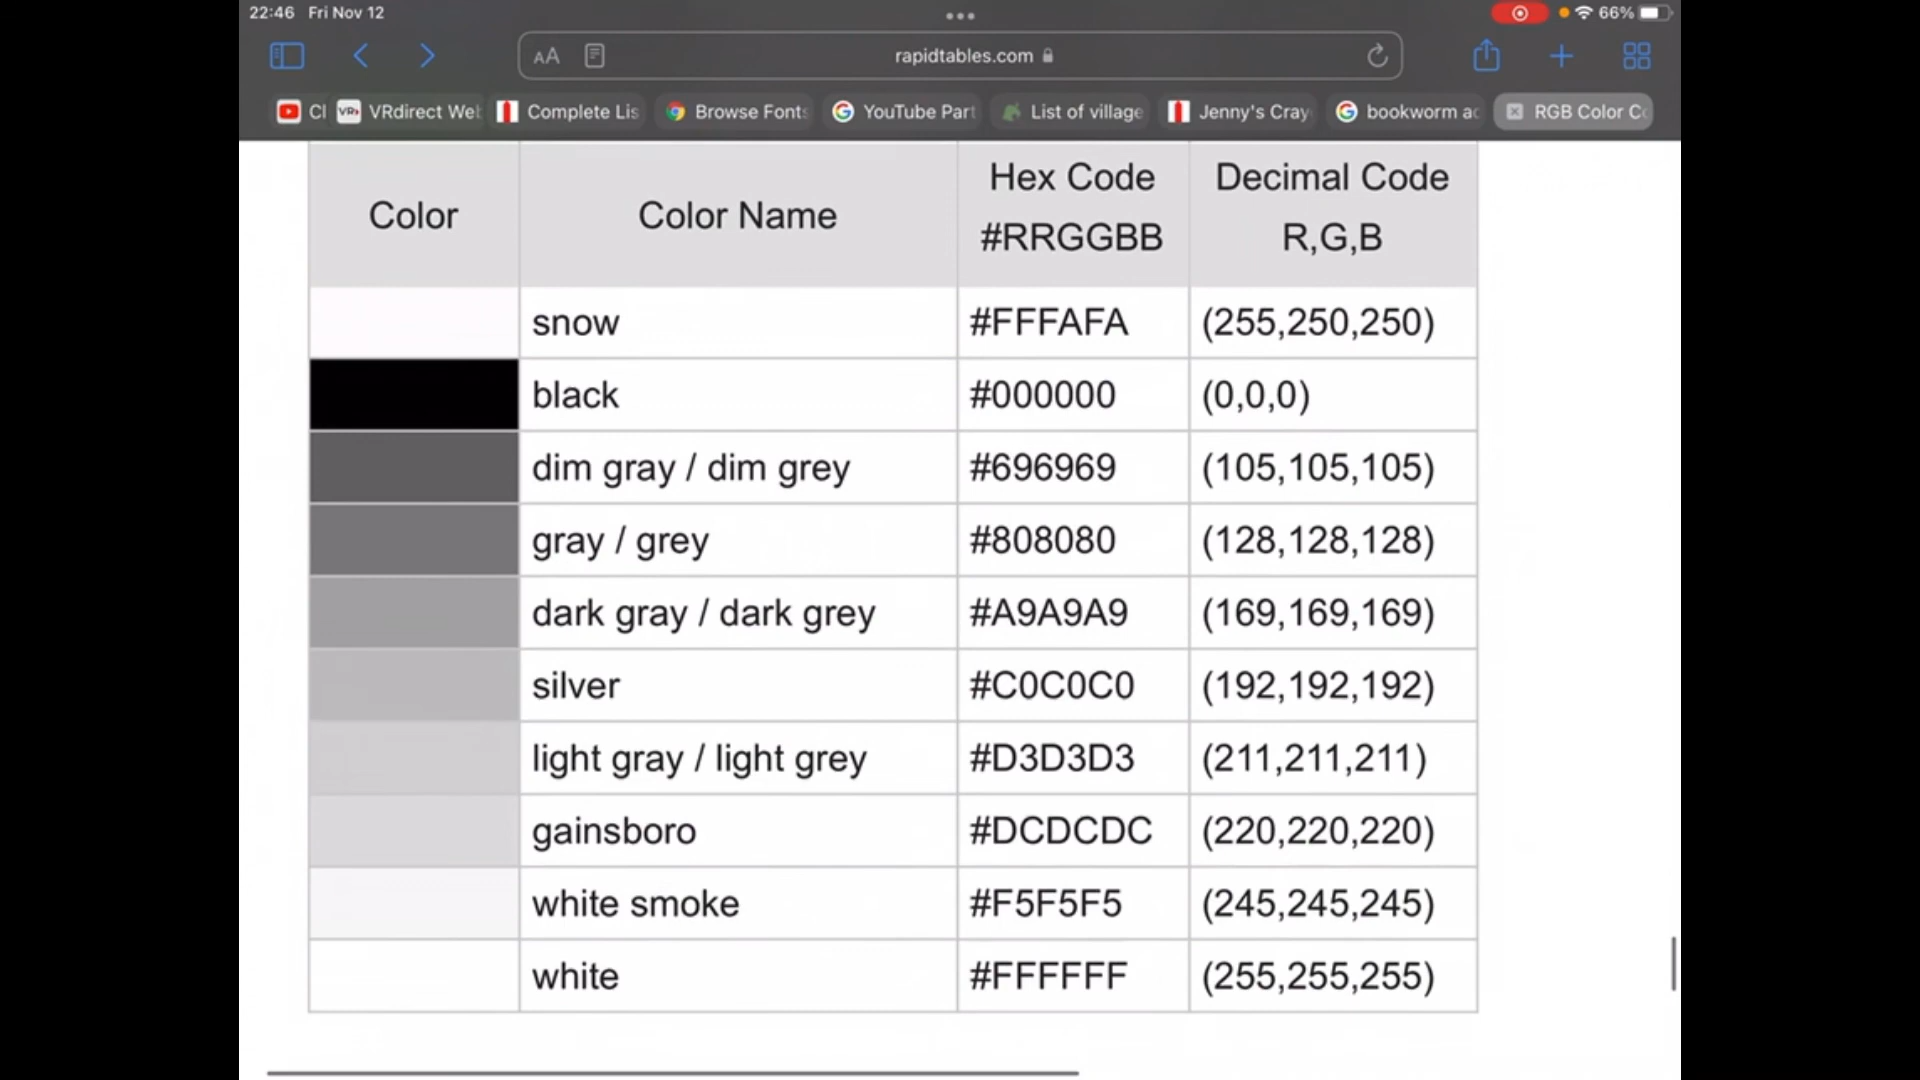 22:46 Fri Nov 12
66%
AA
rapidtables.com
Cl
VRdirect Wel
Complete Lis
Browse Font
YouTube Part
List of village
Jenny's Cray
bookworm ac
RGB Color C
Color
Color Name
Hex Code
#RRGGBB
Decimal Code
R,G,B
snow #FFFAFA (255,250,250)
black #000000 (0,0,0)
dim gray / dim grey #696969 (105,105,105)
gray / grey #808080 (128,128,128)
dark gray / dark grey #A9A9A9 (169,169,169)
silver #C0C0C0 (192,192,192)
light gray / light grey #D3D3D3 (211,211,211)
gainsboro #DCDCDC (220,220,220)
white smoke #F5F5F5 (245,245,245)
white #FFFFFF (255,255,255)